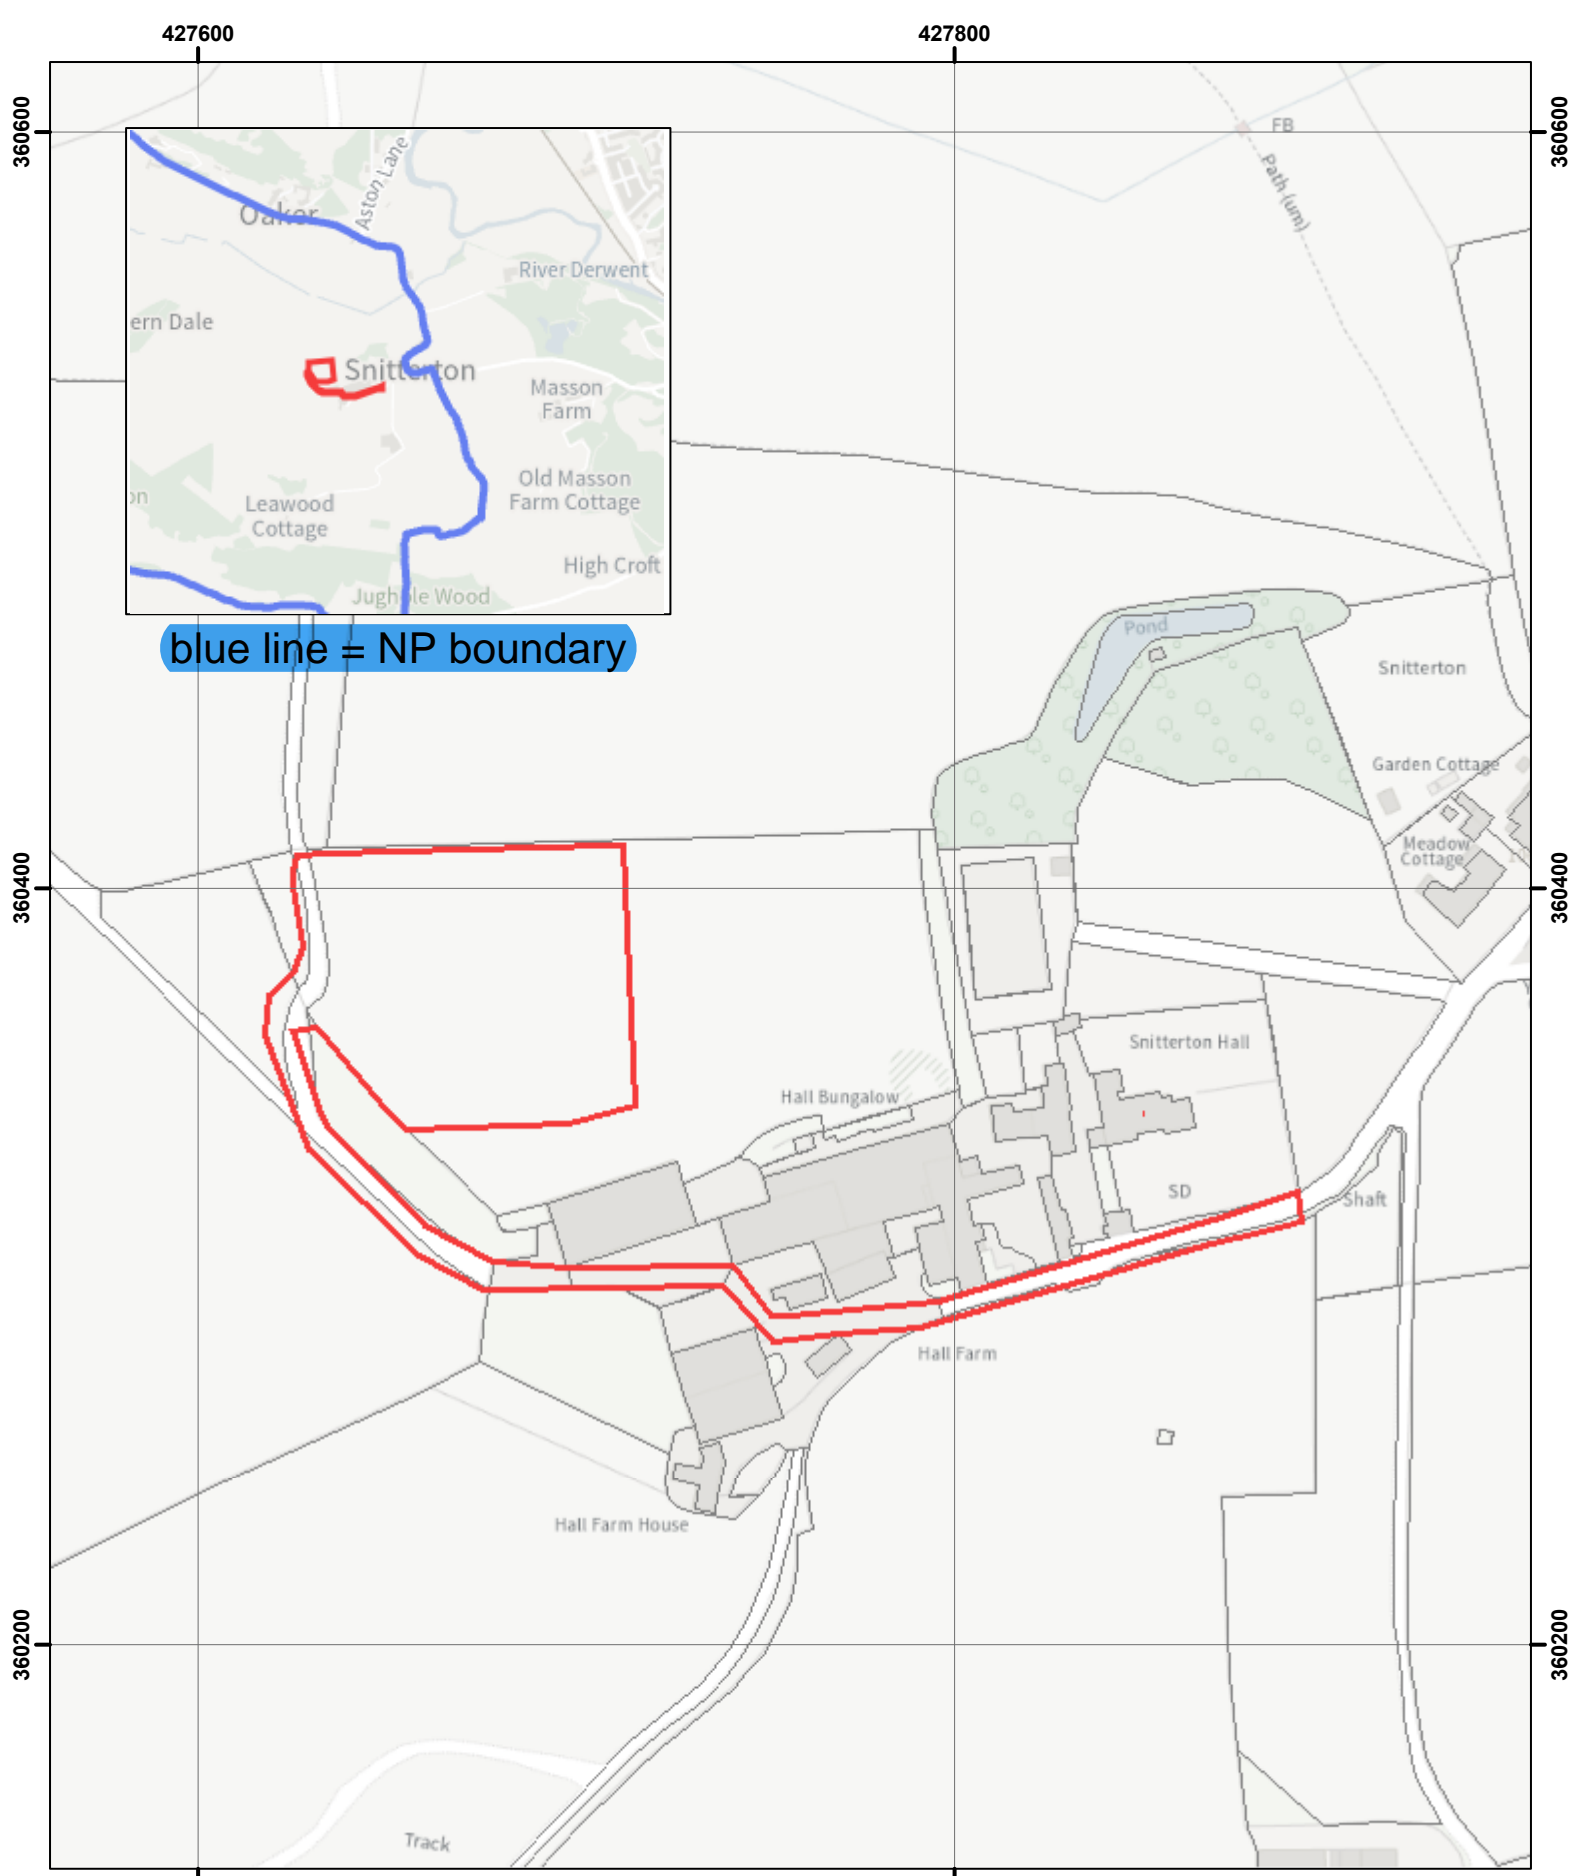 427600
427800
360600
360600
FB
Path (um)
Aston Lane
Oaker
River Derwent
ern Dale
Snitterton
Masson
Farm
Old Masson
Farm Cottage
on
Leawood
Cottage
High Croft
Jughole Wood
blue line = NP boundary
Pond
Snitterton
Garden Cottage
Meadow
Cottage
360400
360400
Snitterton Hall
Hall Bungalow
SD
Shaft
Hall Farm
Hall Farm House
360200
360200
Track